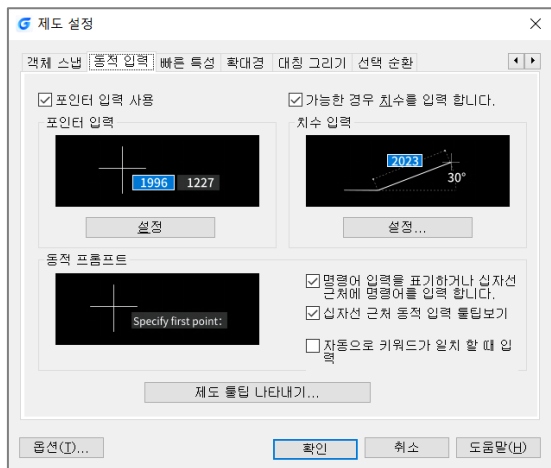 제도 설정
객체 스냅 동적 입력 빠른 특성 확대경 대칭 그리기 선택 순환
포인터 입력 사용
가능한 경우 치수를 입력 합니다.
포인터 입력
치수 입력
1996 1227
2023
30°
설정
설정...
동적 프롬프트
Specify first point:
명령어 입력을 표기하거나 십자선
근처에 명령어를 입력 합니다.
십자선 근처 동적 입력 툴팁보기
자동으로 키워드가 일치 할 때 입
력
제도 툴팁 나타내기...
옵션(T)... 확인 취소 도움말(H)